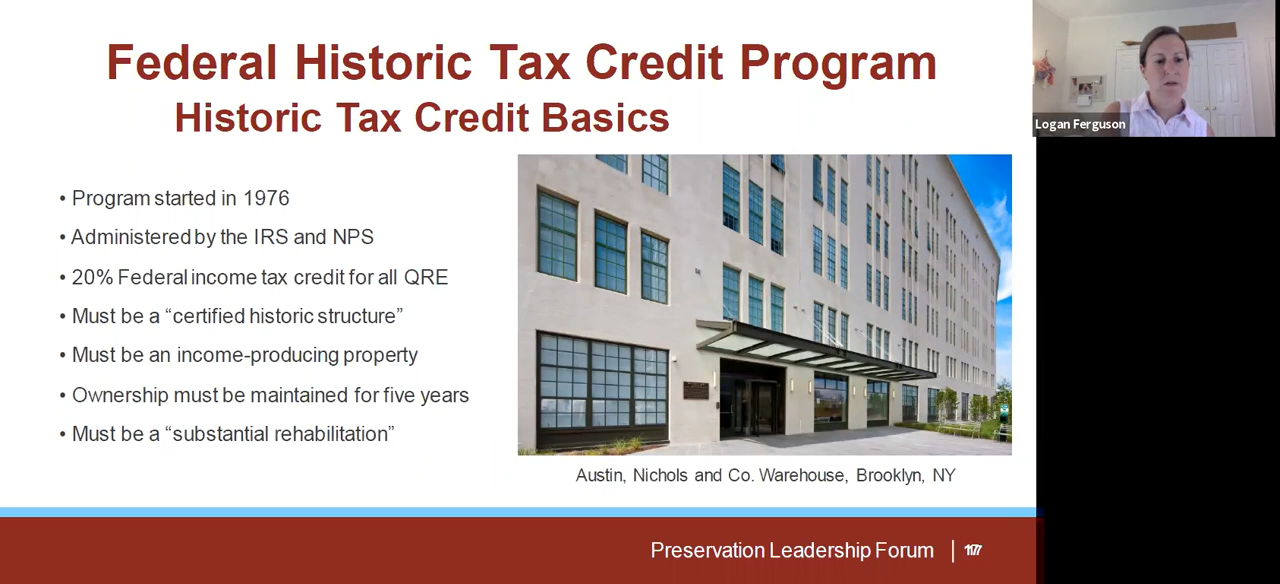 Federal Historic Tax Credit Program
Historic Tax Credit Basics
• Program started in 1976
• Administered by the IRS and NPS
• 20% Federal income tax credit for all QRE
• Must be a “certified historic structure”
• Must be an income-producing property
• Ownership must be maintained for five years
• Must be a “substantial rehabilitation”
Austin, Nichols and Co. Warehouse, Brooklyn, NY
Preservation Leadership Forum |
Logan Ferguson